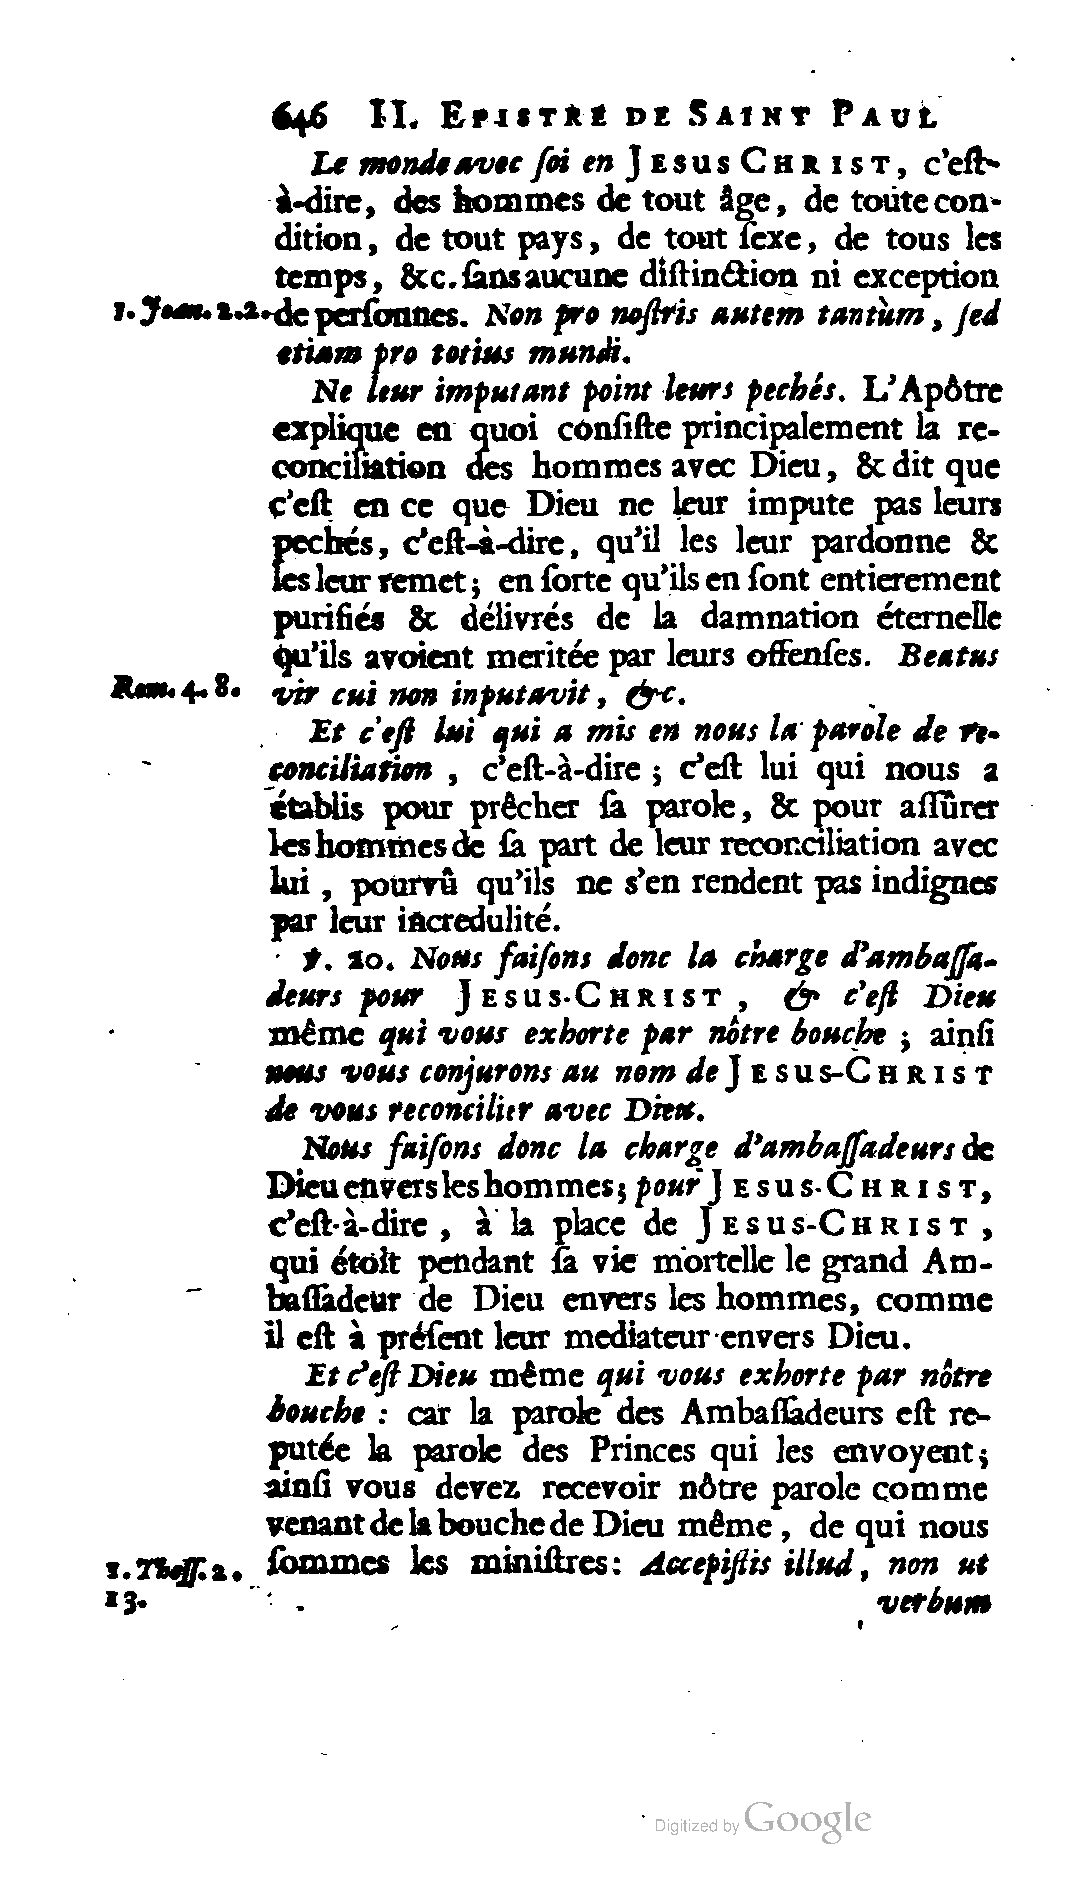 646 II. EPISTRE DE SAINT PAUL
Le monde avec ſoi en JESUS CHRIST, c'eſt-
à-dire, des hommes de tout âge, de toute con-
dition, de tout pays, de tout ſexe, de tous les
temps, &c. ſans aucune diſtinction ni exception
1. Joan. 2. 2. de perſonnes. Non pro noſtris autem tantùm, ſed
etiam pro totius mundi.
Ne leur imputant point leurs pechés. L'Apôtre
explique en quoi conſiſte principalement la re-
conciliation des hommes avec Dieu, & dit que
c'eſt en ce que Dieu ne leur impute pas leurs
pechés, c'eſt-à-dire, qu'il les leur pardonne &
les leur remet; en ſorte qu'ils en ſont entierement
purifiés & délivrés de la damnation éternelle
qu'ils avoient meritée par leurs offenſes. Beatus
Rom. 4. 8. vir cui non inputavit, &c.
Et c'eſt lui qui a mis en nous la parole de re-
conciliation, c'eſt-à-dire; c'eſt lui qui nous a
établis pour prêcher ſa parole, & pour aſſûrer
les hommes de ſa part de leur reconciliation avec
lui, pourvû qu'ils ne s'en rendent pas indignes
par leur incredulité.
℣. 20. Nous faiſons donc la charge d'ambaſſa-
deurs pour JESUS-CHRIST, & c'eſt Dieu
même qui vous exhorte par nôtre bouche; ainſi
nous vous conjurons au nom de JESUS-CHRIST
de vous reconcilier avec Dieu.
Nous faiſons donc la charge d'ambaſſadeurs de
Dieu envers les hommes; pour JESUS-CHRIST,
c'eſt-à-dire, à la place de JESUS-CHRIST,
qui étoit pendant ſa vie mortelle le grand Am-
baſſadeur de Dieu envers les hommes, comme
il eſt à préſent leur mediateur envers Dieu.
Et c'eſt Dieu même qui vous exhorte par nôtre
bouche: car la parole des Ambaſſadeurs eſt re-
putée la parole des Princes qui les envoyent;
ainſi vous devez recevoir nôtre parole comme
venant de la bouche de Dieu même, de qui nous
1. Theſſ. 2. ſommes les miniſtres: Accepiſtis illud, non ut
13. verbum
Digitized by Google